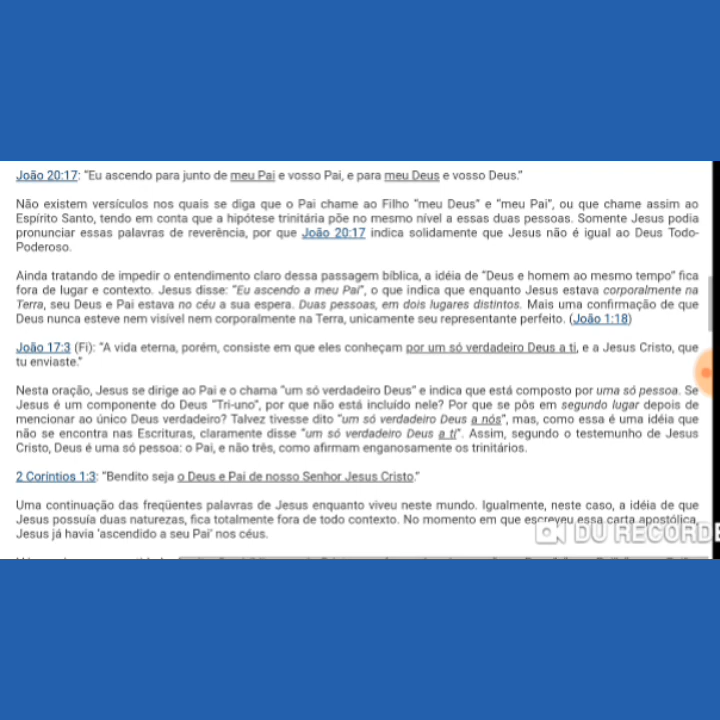 João 20:17: "Eu ascendo para junto de meu Pai e vosso Pai, e para meu Deus e vosso Deus."
Não existem versículos nos quais se diga que o Pai chame ao Filho "meu Deus" e "meu Pai", ou que chame assim ao
Espírito Santo, tendo em conta que a hipótese trinitária põe no mesmo nível a essas duas pessoas. Somente Jesus podia
pronunciar essas palavras de reverência, por que João 20:17 indica solidamente que Jesus não é igual ao Deus Todo-
Poderoso.
Ainda tratando de impedir o entendimento claro dessa passagem bíblica, a idéia de "Deus e homem ao mesmo tempo" fica
fora de lugar e contexto. Jesus disse: "Eu ascendo a meu Pai", o que indica que enquanto Jesus estava corporalmente na
Terra, seu Deus e Pai estava no céu a sua espera. Duas pessoas, em dois lugares distintos. Mais uma confirmação de que
Deus nunca esteve nem visível nem corporalmente na Terra, unicamente seu representante perfeito. (João 1:18)
João 17:3 (Fi): "A vida eterna, porém, consiste em que eles conheçam por um só verdadeiro Deus a ti, e a Jesus Cristo, que
tu enviaste."
Nesta oração, Jesus se dirige ao Pai e o chama "um só verdadeiro Deus" e indica que está composto por uma só pessoa. Se
Jesus é um componente do Deus "Tri-uno", por que não está incluído nele? Por que se pôs em segundo lugar depois de
mencionar ao único Deus verdadeiro? Talvez tivesse dito "um só verdadeiro Deus a nós", mas, como essa é uma idéia que
não se encontra nas Escrituras, claramente disse "um só verdadeiro Deus a ti". Assim, segundo o testemunho de Jesus
Cristo, Deus é uma só pessoa: o Pai, e não três, como afirmam enganosamente os trinitários.
2 Coríntios 1:3: "Bendito seja o Deus e Pai de nosso Senhor Jesus Cristo."
Uma continuação das freqüentes palavras de Jesus enquanto viveu neste mundo. Igualmente, neste caso, a idéia de que
Jesus possuía duas naturezas, fica totalmente fora de todo contexto. No momento em que escreveu essa carta apostólica,
Jesus já havia 'ascendido a seu Pai' nos céus.
DU RECORDE